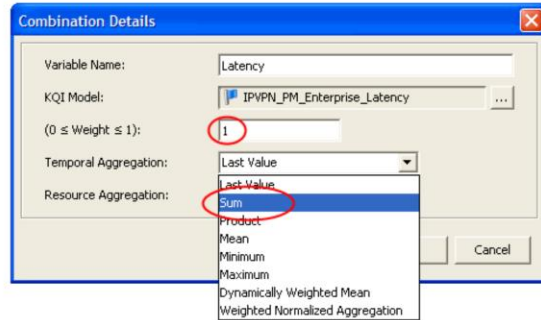 Combination Details
Variable Name: Latency
KQI Model: IPVPN_PM_Enterprise_Latency ...
(0 ≤ Weight ≤ 1): 1
Temporal Aggregation: Last Value
Resource Aggregation:
Last Value
Sum
Product
Mean
Minimum
Maximum
Dynamically Weighted Mean
Weighted Normalized Aggregation
Cancel